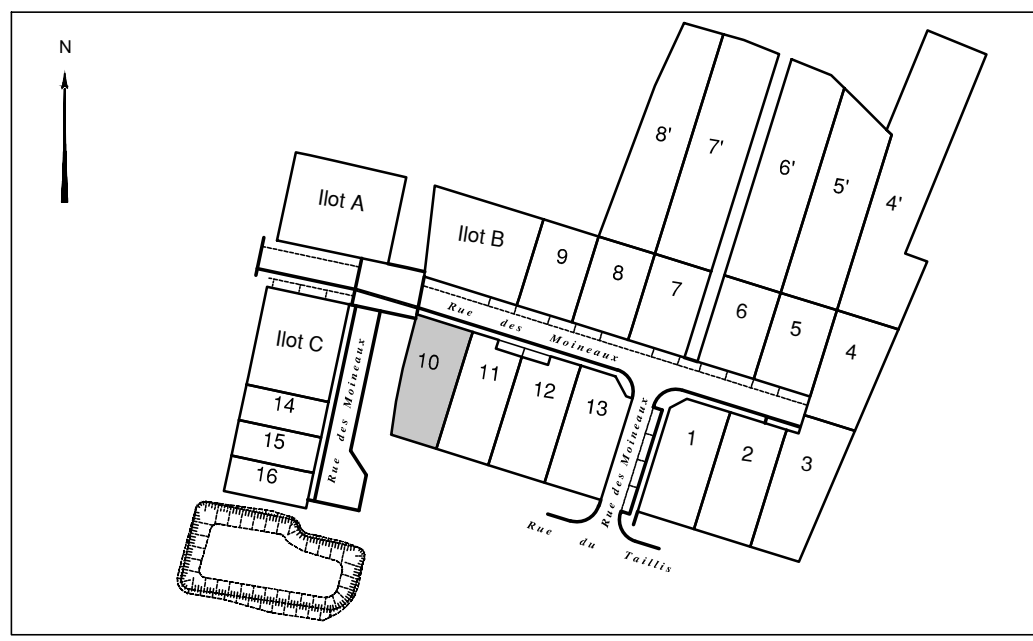 N
8'
7'
6'
5'
4'
Ilot A
Ilot B
9
8
7
6
5
4
Rue des Moineaux
Ilot C
10
11
12
13
14
15
16
Rue des Moineaux
Rue des Moineaux
1
2
3
Rue du Taillis